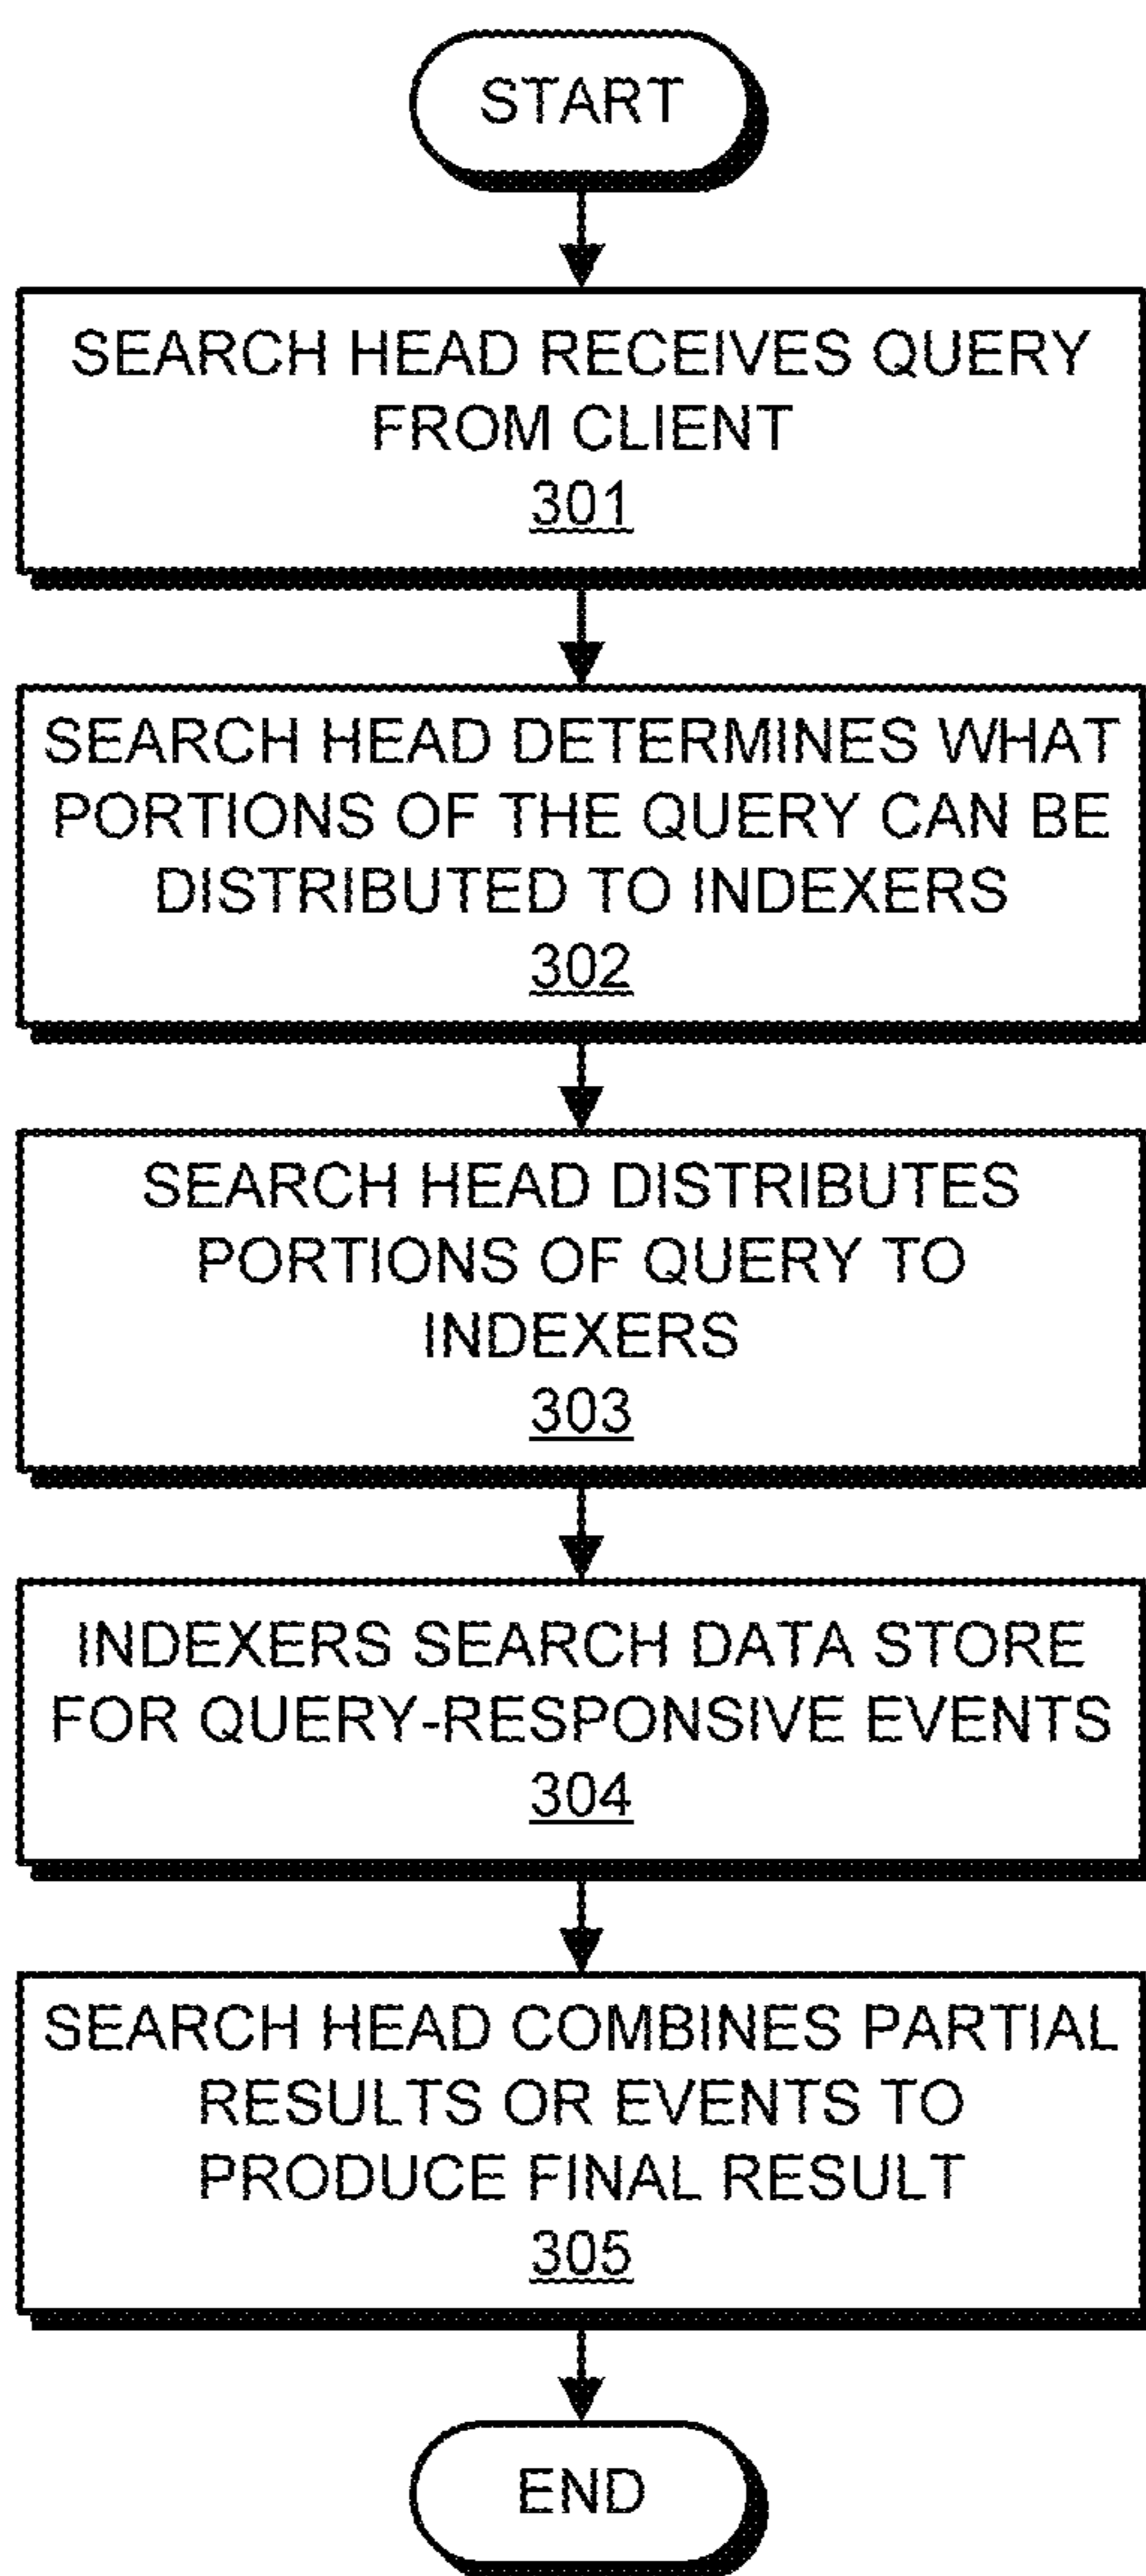 START
SEARCH HEAD RECEIVES QUERY
FROM CLIENT
301
SEARCH HEAD DETERMINES WHAT
PORTIONS OF THE QUERY CAN BE
DISTRIBUTED TO INDEXERS
302
SEARCH HEAD DISTRIBUTES
PORTIONS OF QUERY TO
INDEXERS
303
INDEXERS SEARCH DATA STORE
FOR QUERY-RESPONSIVE EVENTS
304
SEARCH HEAD COMBINES PARTIAL
RESULTS OR EVENTS TO
PRODUCE FINAL RESULT
305
END